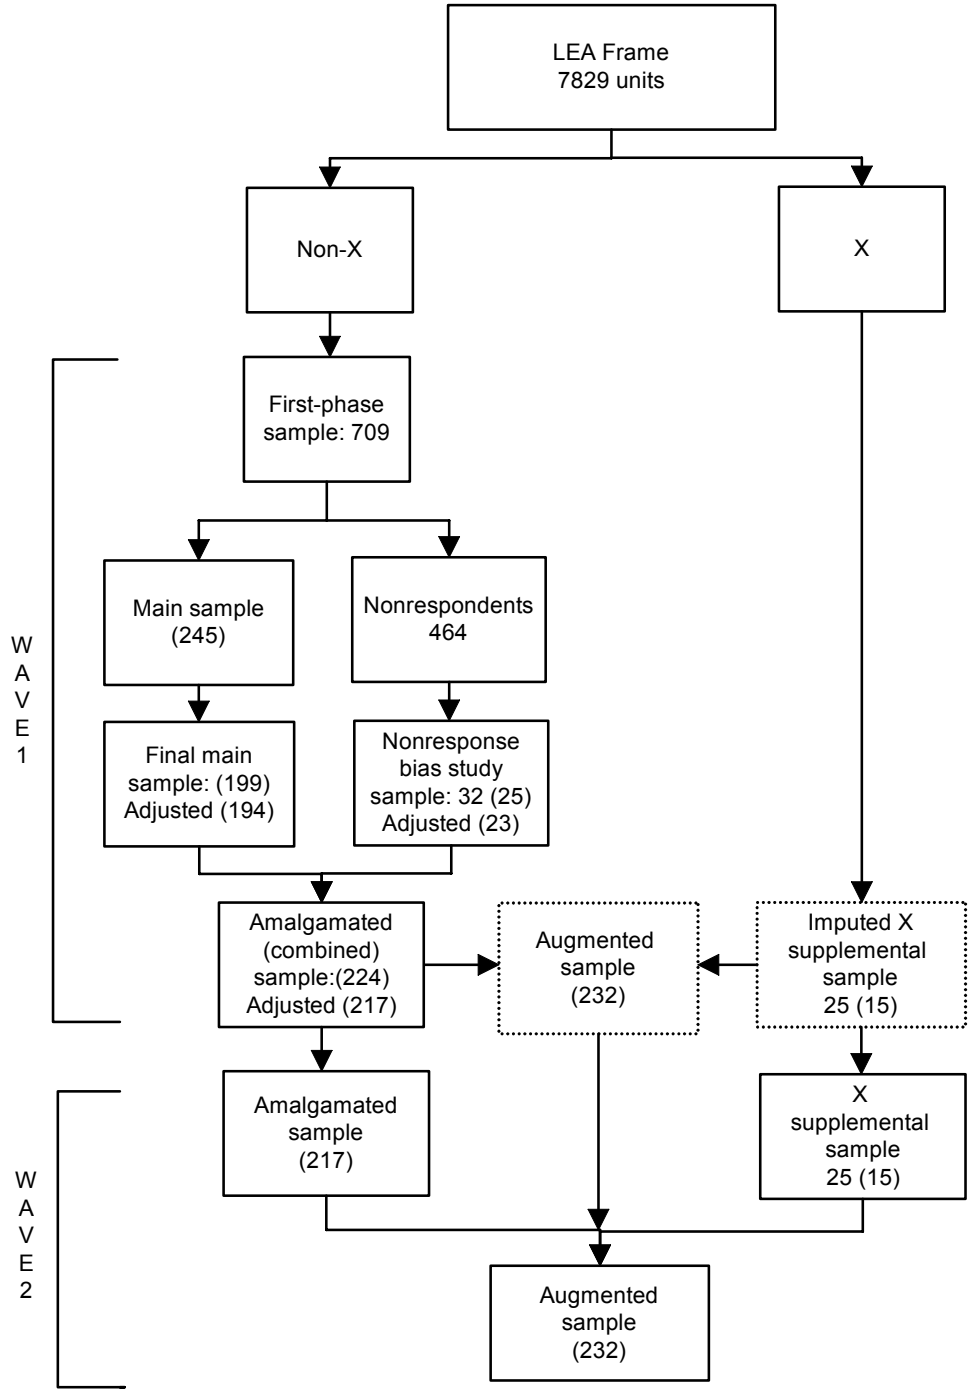 LEA Frame
7829 units
Non-X
X
First-phase
sample: 709
Main sample
(245)
Nonrespondents
464
W
A
V
E
1
Final main
sample: (199)
Adjusted (194)
Nonresponse
bias study
sample: 32 (25)
Adjusted (23)
Amalgamated
(combined)
sample:(224)
Adjusted (217)
Augmented
sample
(232)
Imputed X
supplemental
sample
25 (15)
Amalgamated
sample
(217)
X
supplemental
sample
25 (15)
W
A
V
E
2
Augmented
sample
(232)